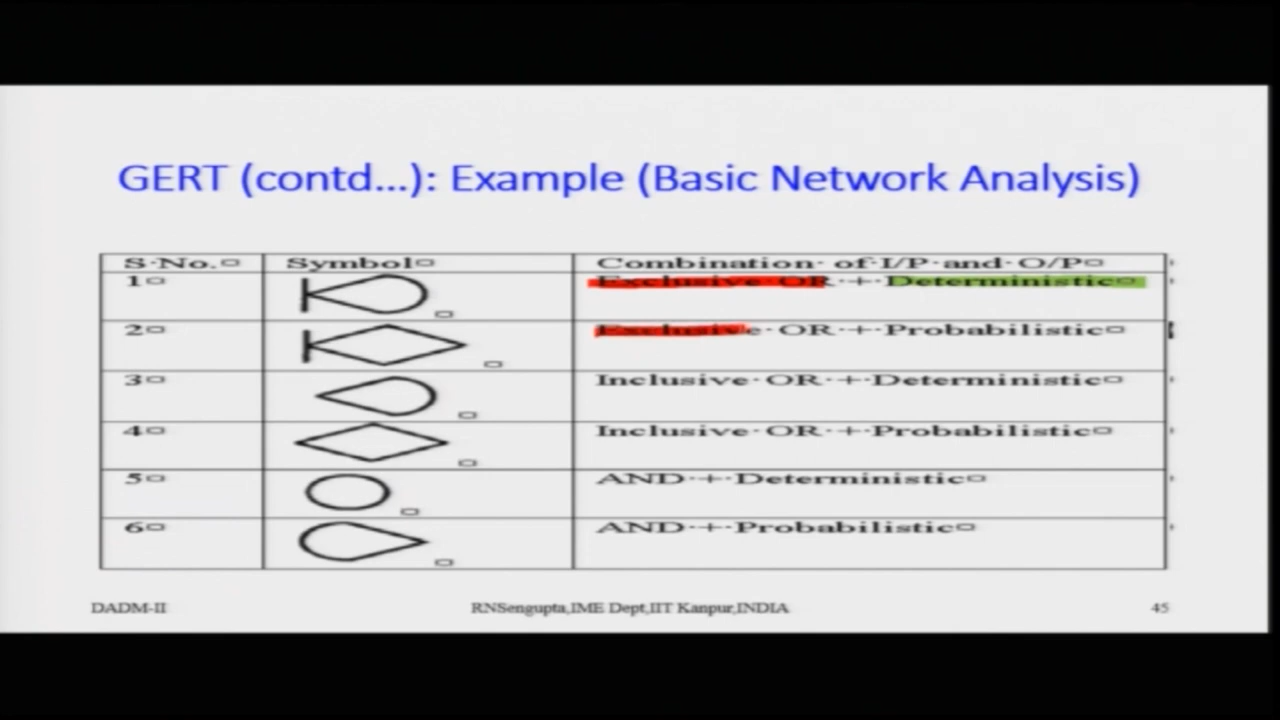 GERT (contd...): Example (Basic Network Analysis)
S·No. Symbol Combination· of·I/P·and·O/P
1 Exclusive·OR·+·Deterministic
2 Exclusive·OR·+·Probabilistic
3 Inclusive·OR·+·Deterministic
4 Inclusive·OR·+·Probabilistic
5 AND·+·Deterministic
6 AND·+·Probabilistic
DADM-II RNSengupta,IME Dept,IIT Kanpur,INDIA 45